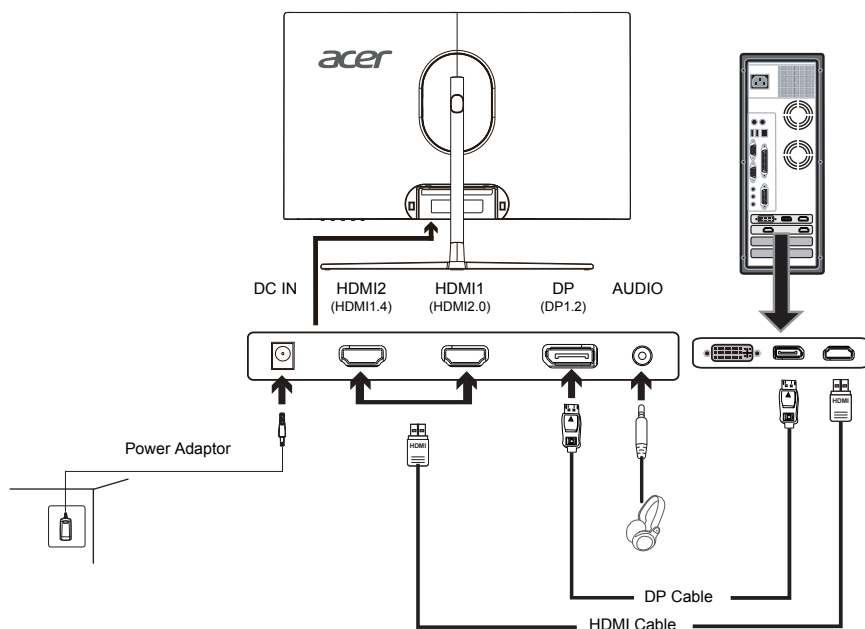 acer
DC IN
HDMI2
(HDMI1.4)
HDMI1
(HDMI2.0)
DP
(DP1.2)
AUDIO
HDMI
HDMI
Power Adaptor
DP Cable
HDMI Cable